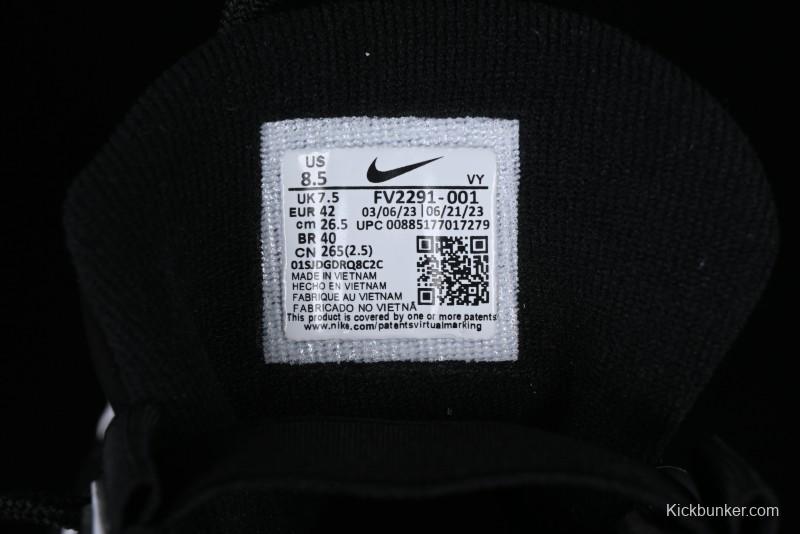 US
8.5
VY
UK 7.5
FV2291-001
EUR 42
03/06/23 06/21/23
cm 26.5
UPC 00885177017279
BR 40
CN 265(2.5)
01SJDGDRQ8C2C
MADE IN VIETNAM
HECHO EN VIETNAM
FABRIQUE AU VIETNAM
FABRICADO NO VIETNÃ
This product is covered by one or more patents
www.nike.com/patentsvirtualmarking
Kickbunker.com